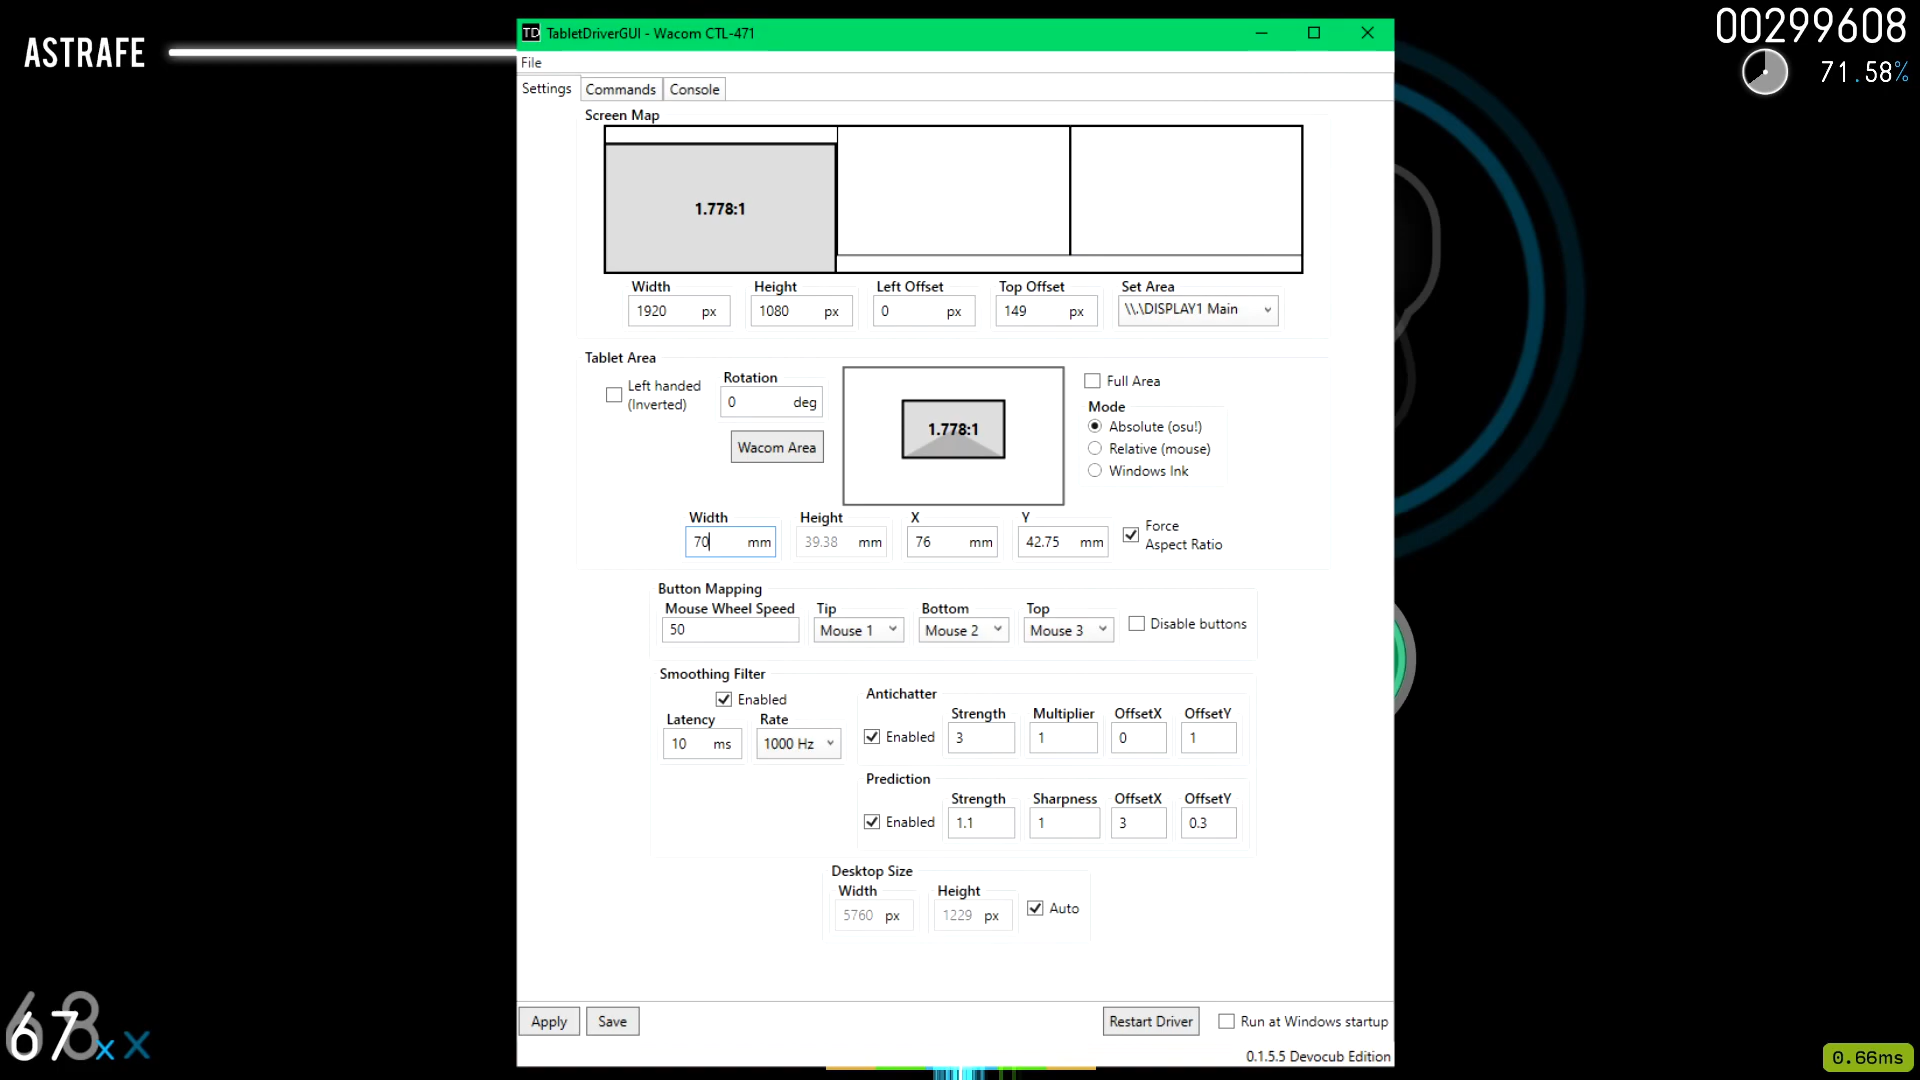 ASTRAFE
00299608
71.58%
TD TabletDriverGUI - Wacom CTL-471
File
Settings Commands Console
Screen Map
1.778:1
Width Height Left Offset Top Offset Set Area
1920 px 1080 px 0 px 149 px \\.\DISPLAY1 Main
Tablet Area
Left handed
(Inverted)
Rotation
0 deg
Wacom Area
1.778:1
Full Area
Mode
Absolute (osu!)
Relative (mouse)
Windows Ink
Width Height X Y
70 mm 39.38 mm 76 mm 42.75 mm
Force
Aspect Ratio
Button Mapping
Mouse Wheel Speed Tip Bottom Top
50 Mouse 1 Mouse 2 Mouse 3 Disable buttons
Smoothing Filter
Enabled
Latency Rate
10 ms 1000 Hz
Antichatter
Strength Multiplier OffsetX OffsetY
Enabled 3 1 0 1
Prediction
Strength Sharpness OffsetX OffsetY
Enabled 1.1 1 3 0.3
Desktop Size
Width Height
5760 px 1229 px Auto
Apply Save Restart Driver Run at Windows startup
0.1.5.5 Devocub Edition
67x
0.66ms